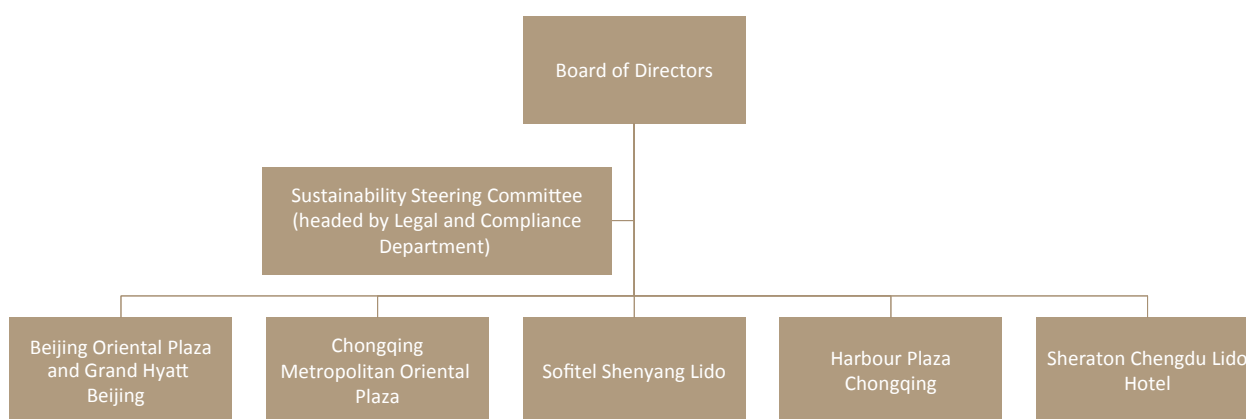 Board of Directors
Sustainability Steering Committee
(headed by Legal and Compliance
Department)
Beijing Oriental Plaza
and Grand Hyatt
Beijing
Chongqing
Metropolitan Oriental
Plaza
Sofitel Shenyang Lido
Harbour Plaza
Chongqing
Sheraton Chengdu Lido
Hotel